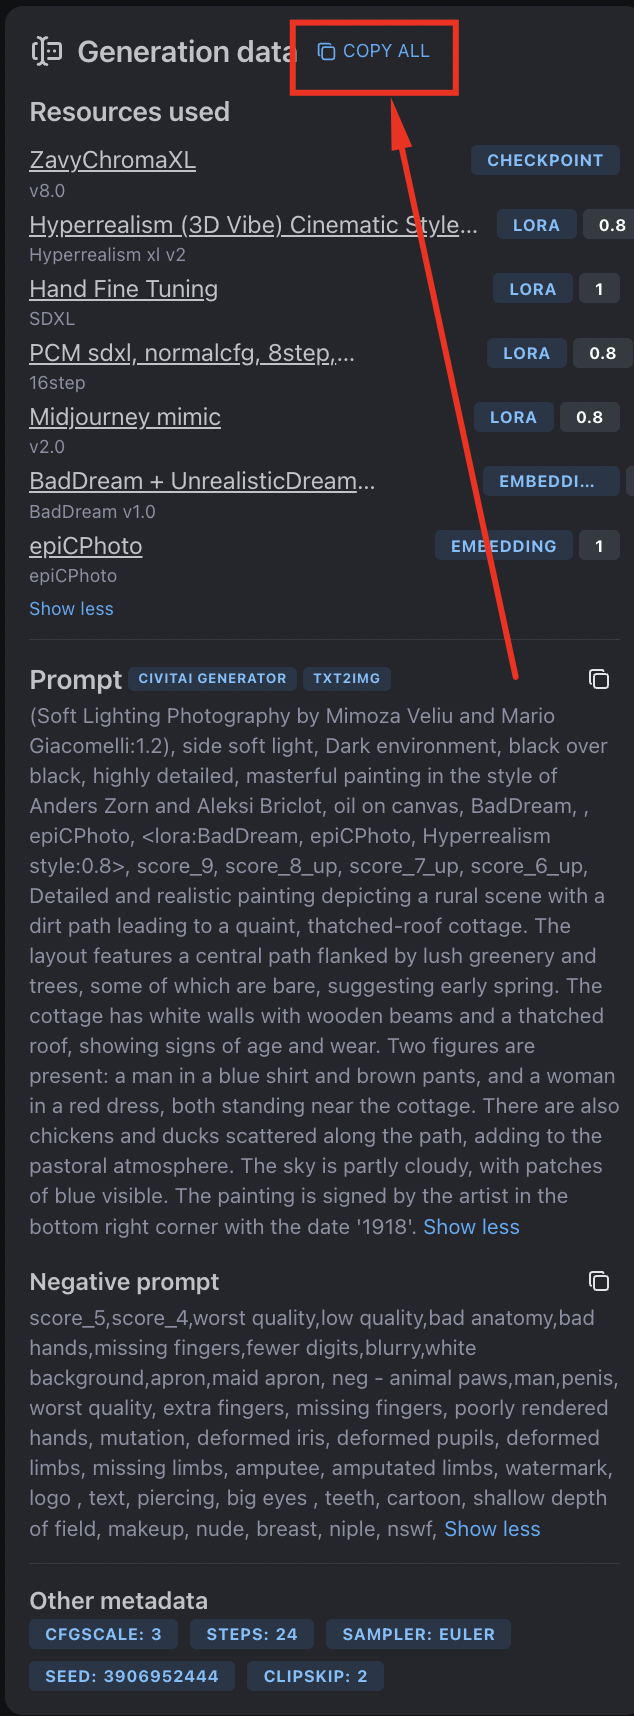 Generation data COPY ALL
Resources used
ZavyChromaXL CHECKPOINT
v8.0
Hyperrealism (3D Vibe) Cinematic Style... LORA 0.8
Hyperrealism xl v2
Hand Fine Tuning LORA 1
SDXL
PCM sdxl, normalcfg, 8step,... LORA 0.8
16step
Midjourney mimic LORA 0.8
v2.0
BadDream + UnrealisticDream... EMBEDDI...
BadDream v1.0
epiCPhoto EMBEDDING 1
epiCPhoto
Show less
Prompt CIVITAI GENERATOR TXT2IMG
(Soft Lighting Photography by Mimoza Veliu and Mario
Giacomelli:1.2), side soft light, Dark environment, black over
black, highly detailed, masterful painting in the style of
Anders Zorn and Aleksi Briclot, oil on canvas, BadDream, ,
epiCPhoto, <lora:BadDream, epiCPhoto, Hyperrealism
style:0.8>, score_9, score_8_up, score_7_up, score_6_up,
Detailed and realistic painting depicting a rural scene with a
dirt path leading to a quaint, thatched-roof cottage. The
layout features a central path flanked by lush greenery and
trees, some of which are bare, suggesting early spring. The
cottage has white walls with wooden beams and a thatched
roof, showing signs of age and wear. Two figures are
present: a man in a blue shirt and brown pants, and a woman
in a red dress, both standing near the cottage. There are also
chickens and ducks scattered along the path, adding to the
pastoral atmosphere. The sky is partly cloudy, with patches
of blue visible. The painting is signed by the artist in the
bottom right corner with the date '1918'. Show less
Negative prompt
score_5,score_4,worst quality,low quality,bad anatomy,bad
hands,missing fingers,fewer digits,blurry,white
background,apron,maid apron, neg - animal paws,man,penis,
worst quality, extra fingers, missing fingers, poorly rendered
hands, mutation, deformed iris, deformed pupils, deformed
limbs, missing limbs, amputee, amputated limbs, watermark,
logo , text, piercing, big eyes , teeth, cartoon, shallow depth
of field, makeup, nude, breast, niple, nswf, Show less
Other metadata
CFGSCALE: 3 STEPS: 24 SAMPLER: EULER
SEED: 3906952444 CLIPSKIP: 2